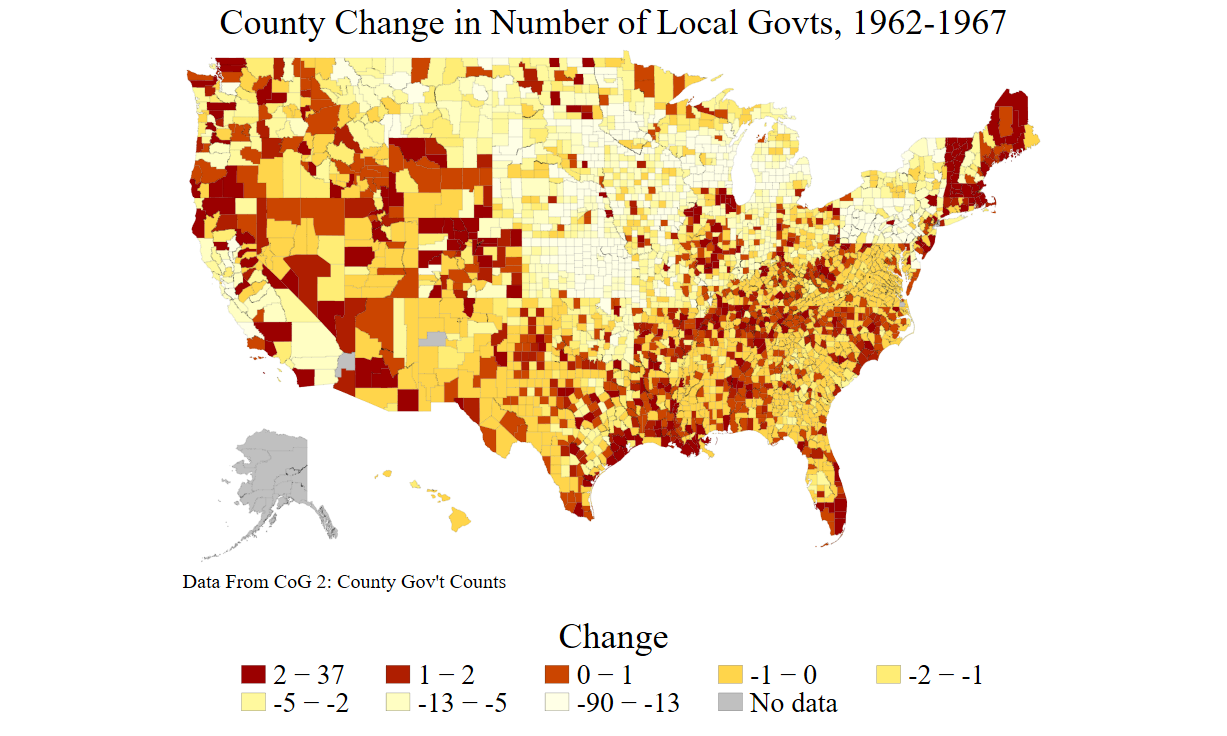 County Change in Number of Local Govts, 1962-1967
Data From CoG 2: County Gov't Counts
Change
2 − 37 1 − 2 0 − 1 -1 − 0 -2 − -1
-5 − -2 -13 − -5 -90 − -13 No data